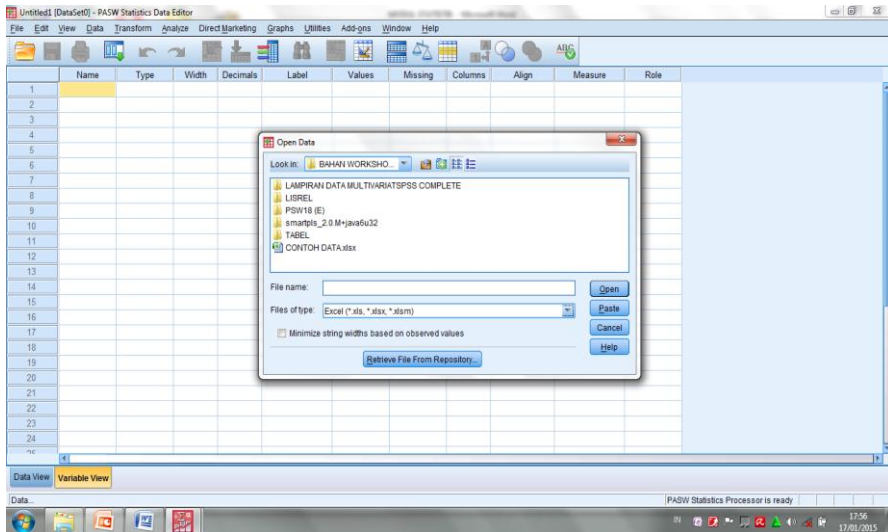 Untitled1 [DataSet0] - PASW Statistics Data Editor
File Edit View Data Transform Analyze Direct Marketing Graphs Utilities Add-ons Window Help
Name Type Width Decimals Label Values Missing Columns Align Measure Role
1
2
3
4
5
6
7
8
9
10
11
12
13
14
15
16
17
18
19
20
21
22
23
24
Open Data
Look in: BAHAN WORKSHO...
LAMPIRAN DATA MULTIVARIATSPSS COMPLETE
LISREL
PSW18 (E)
smartpls_2.0.M+java6u32
TABEL
CONTOH DATA.xlsx
File name: Open
Files of type: Excel (*.xls, *.xlsx, *.xlsm) Paste
Minimize string widths based on observed values Cancel
Help
Retrieve File From Repository...
Data View Variable View
Data... PASW Statistics Processor is ready
IN 17:56
17/01/2015